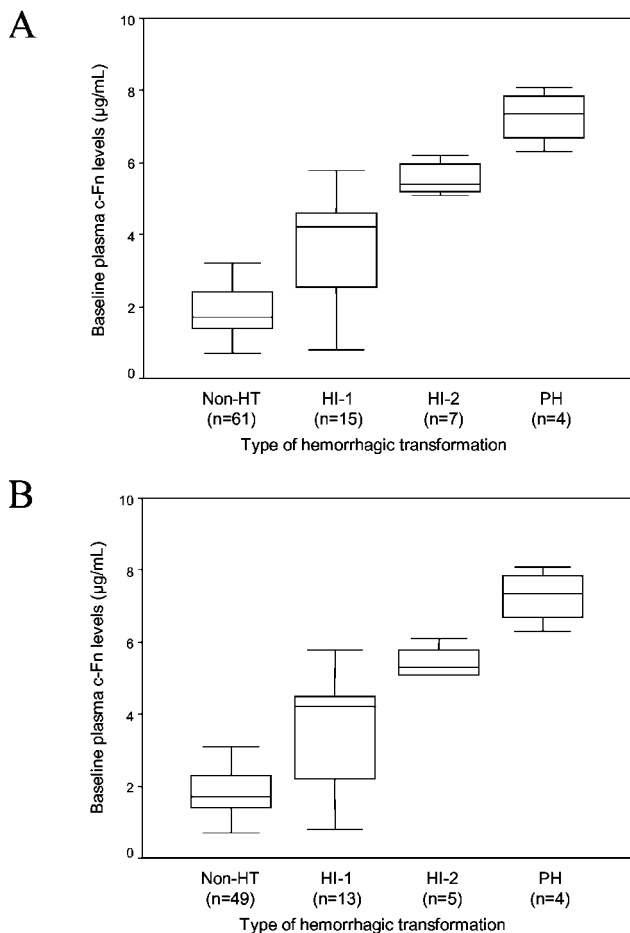 A
Baseline plasma c-Fn levels (µg/mL)
10
8
6
4
2
0
Non-HT HI-1 HI-2 PH
(n=61) (n=15) (n=7) (n=4)
Type of hemorrhagic transformation
B
Baseline plasma c-Fn levels (µg/mL)
10
8
6
4
2
0
Non-HT HI-1 HI-2 PH
(n=49) (n=13) (n=5) (n=4)
Type of hemorrhagic transformation